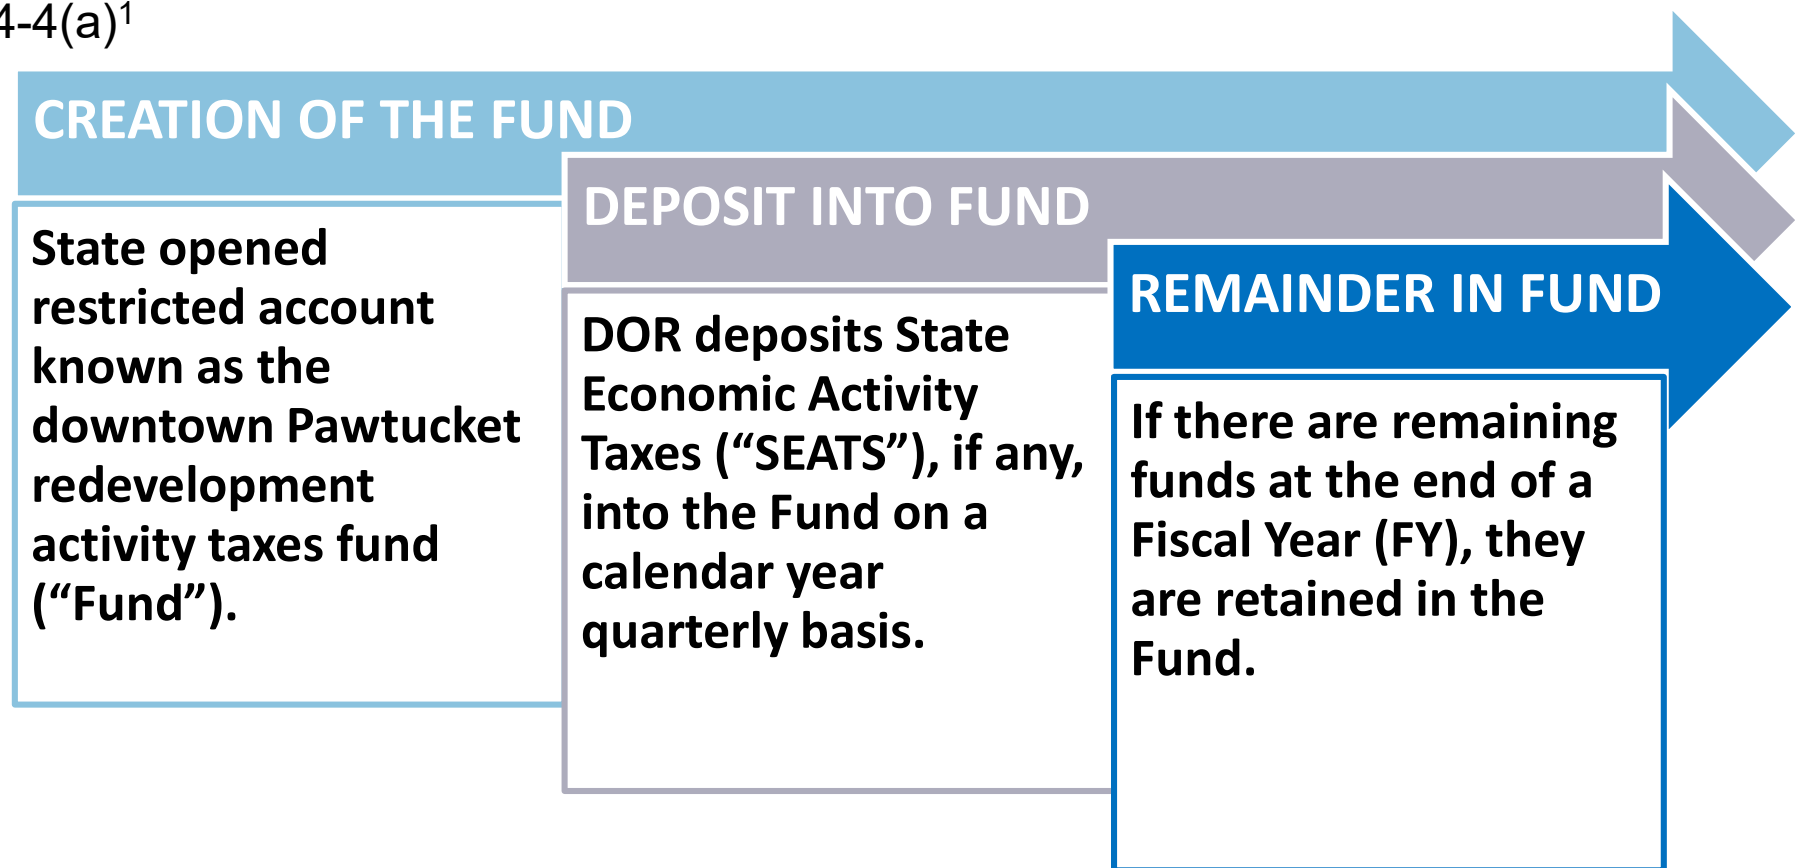 4-4(a)1
CREATION OF THE FUND
State opened
restricted account
known as the
downtown Pawtucket
redevelopment
activity taxes fund
(“Fund”).
DEPOSIT INTO FUND
DOR deposits State
Economic Activity
Taxes (“SEATS”), if any,
into the Fund on a
calendar year
quarterly basis.
REMAINDER IN FUND
If there are remaining
funds at the end of a
Fiscal Year (FY), they
are retained in the
Fund.